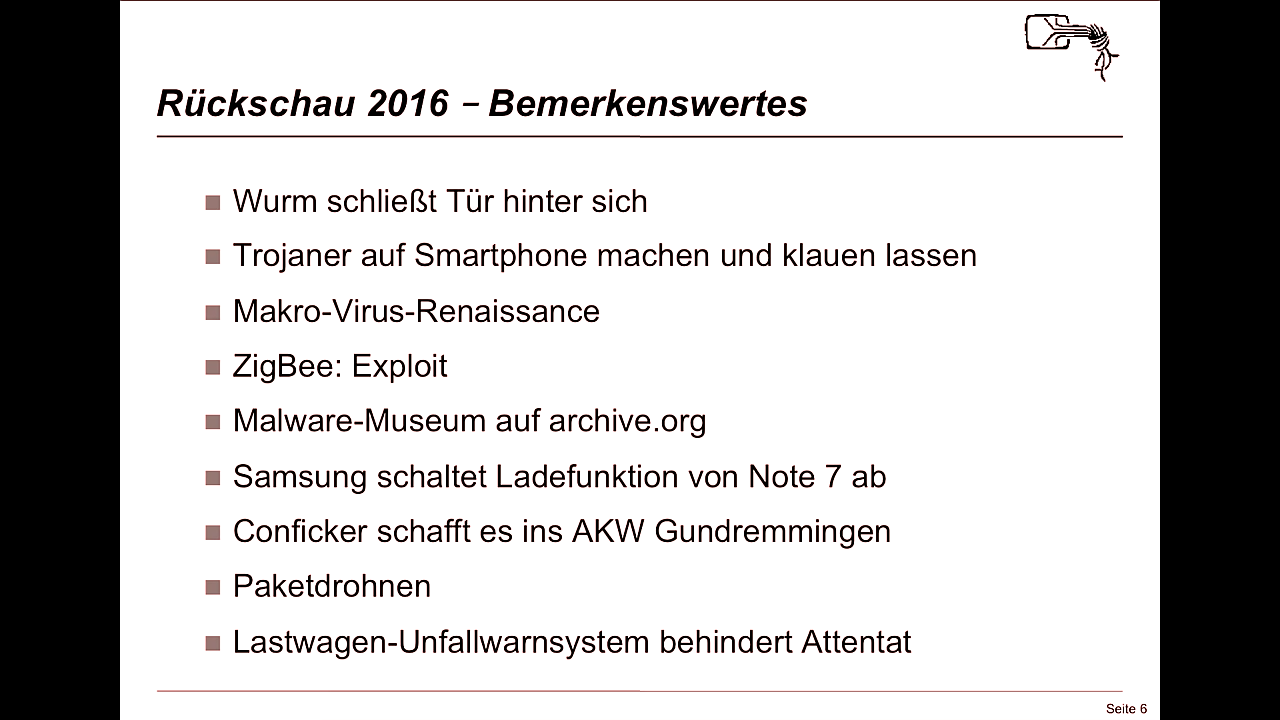 Rückschau 2016 – Bemerkenswertes
Wurm schließt Tür hinter sich
Trojaner auf Smartphone machen und klauen lassen
Makro-Virus-Renaissance
ZigBee: Exploit
Malware-Museum auf archive.org
Samsung schaltet Ladefunktion von Note 7 ab
Conficker schafft es ins AKW Gundremmingen
Paketdrohnen
Lastwagen-Unfallwarnsystem behindert Attentat
Seite 6